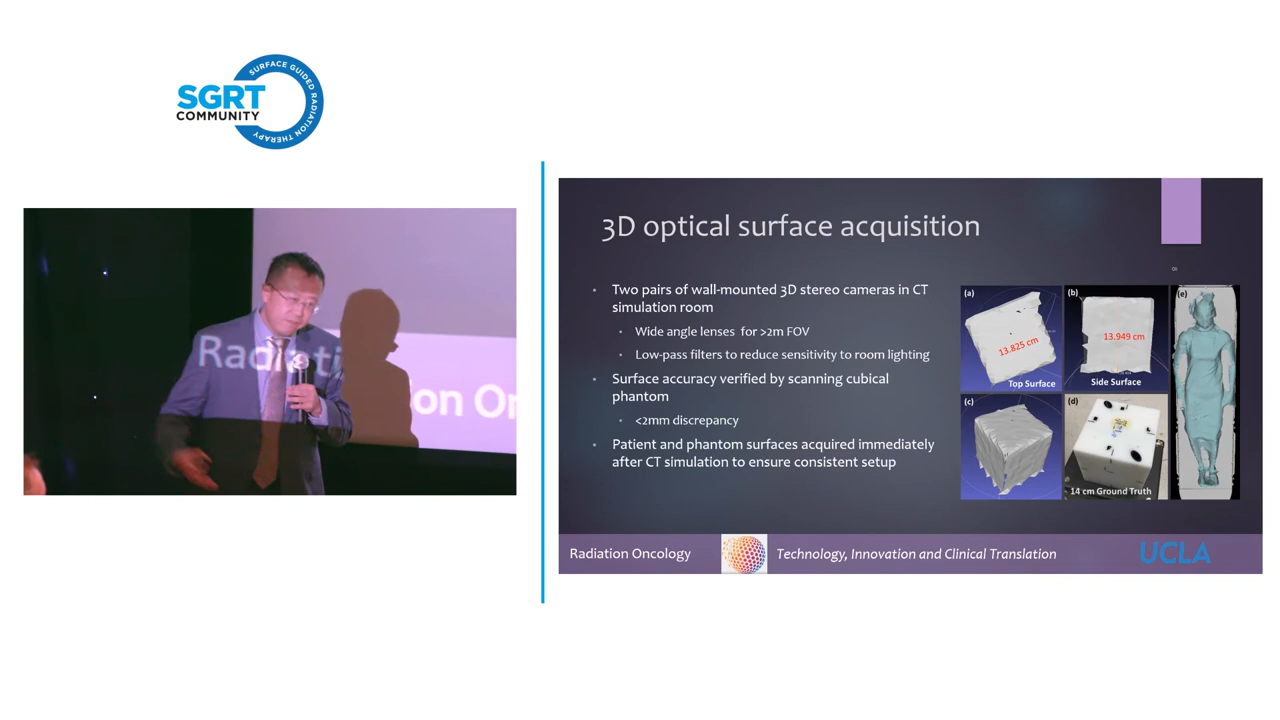 SURFACE GUIDED RADIATION THERAPY
SGRT
COMMUNITY
Radiati
on Or
3D optical surface acquisition
8
Two pairs of wall-mounted 3D stereo cameras in CT
simulation room
Wide angle lenses for >2m FOV
Low-pass filters to reduce sensitivity to room lighting
Surface accuracy verified by scanning cubical
phantom
<2mm discrepancy
Patient and phantom surfaces acquired immediately
after CT simulation to ensure consistent setup
(a)
13.825 cm
Top Surface
(b)
13.949 cm
Side Surface
(e)
(c)
(d)
14 cm Ground Truth
Radiation Oncology
Technology, Innovation and Clinical Translation
UCLA